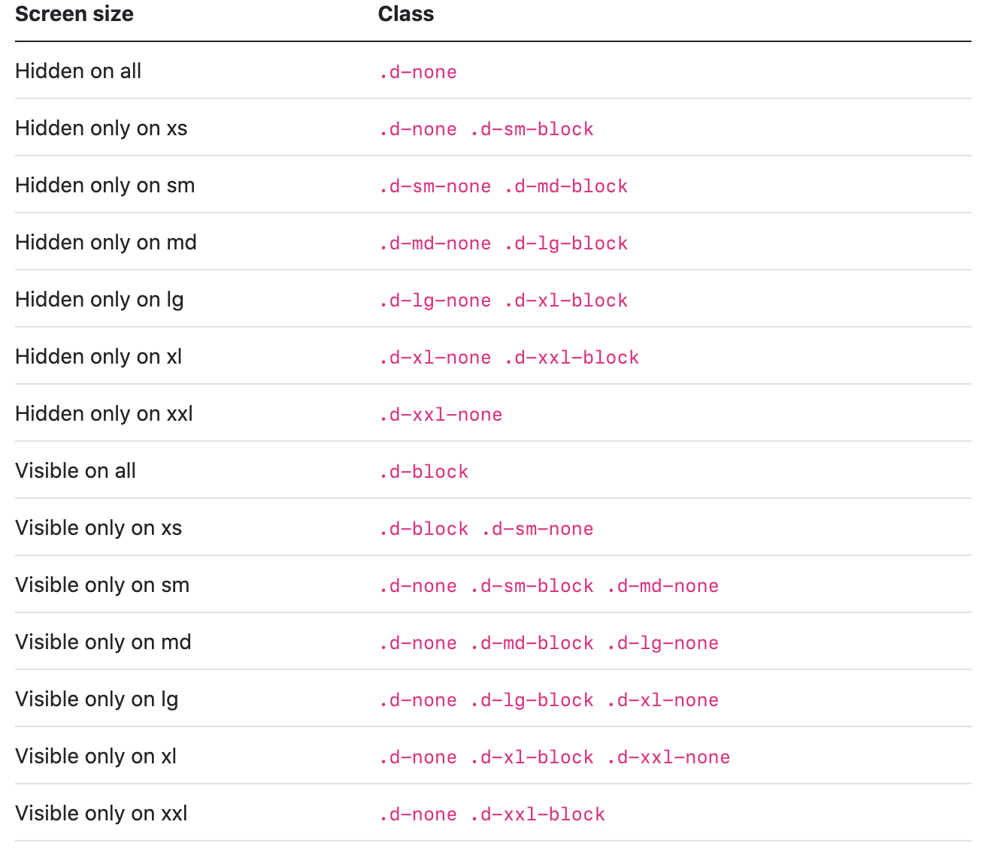 Screen size Class
Hidden on all .d-none
Hidden only on xs .d-none .d-sm-block
Hidden only on sm .d-sm-none .d-md-block
Hidden only on md .d-md-none .d-lg-block
Hidden only on lg .d-lg-none .d-xl-block
Hidden only on xl .d-xl-none .d-xxl-block
Hidden only on xxl .d-xxl-none
Visible on all .d-block
Visible only on xs .d-block .d-sm-none
Visible only on sm .d-none .d-sm-block .d-md-none
Visible only on md .d-none .d-md-block .d-lg-none
Visible only on lg .d-none .d-lg-block .d-xl-none
Visible only on xl .d-none .d-xl-block .d-xxl-none
Visible only on xxl .d-none .d-xxl-block